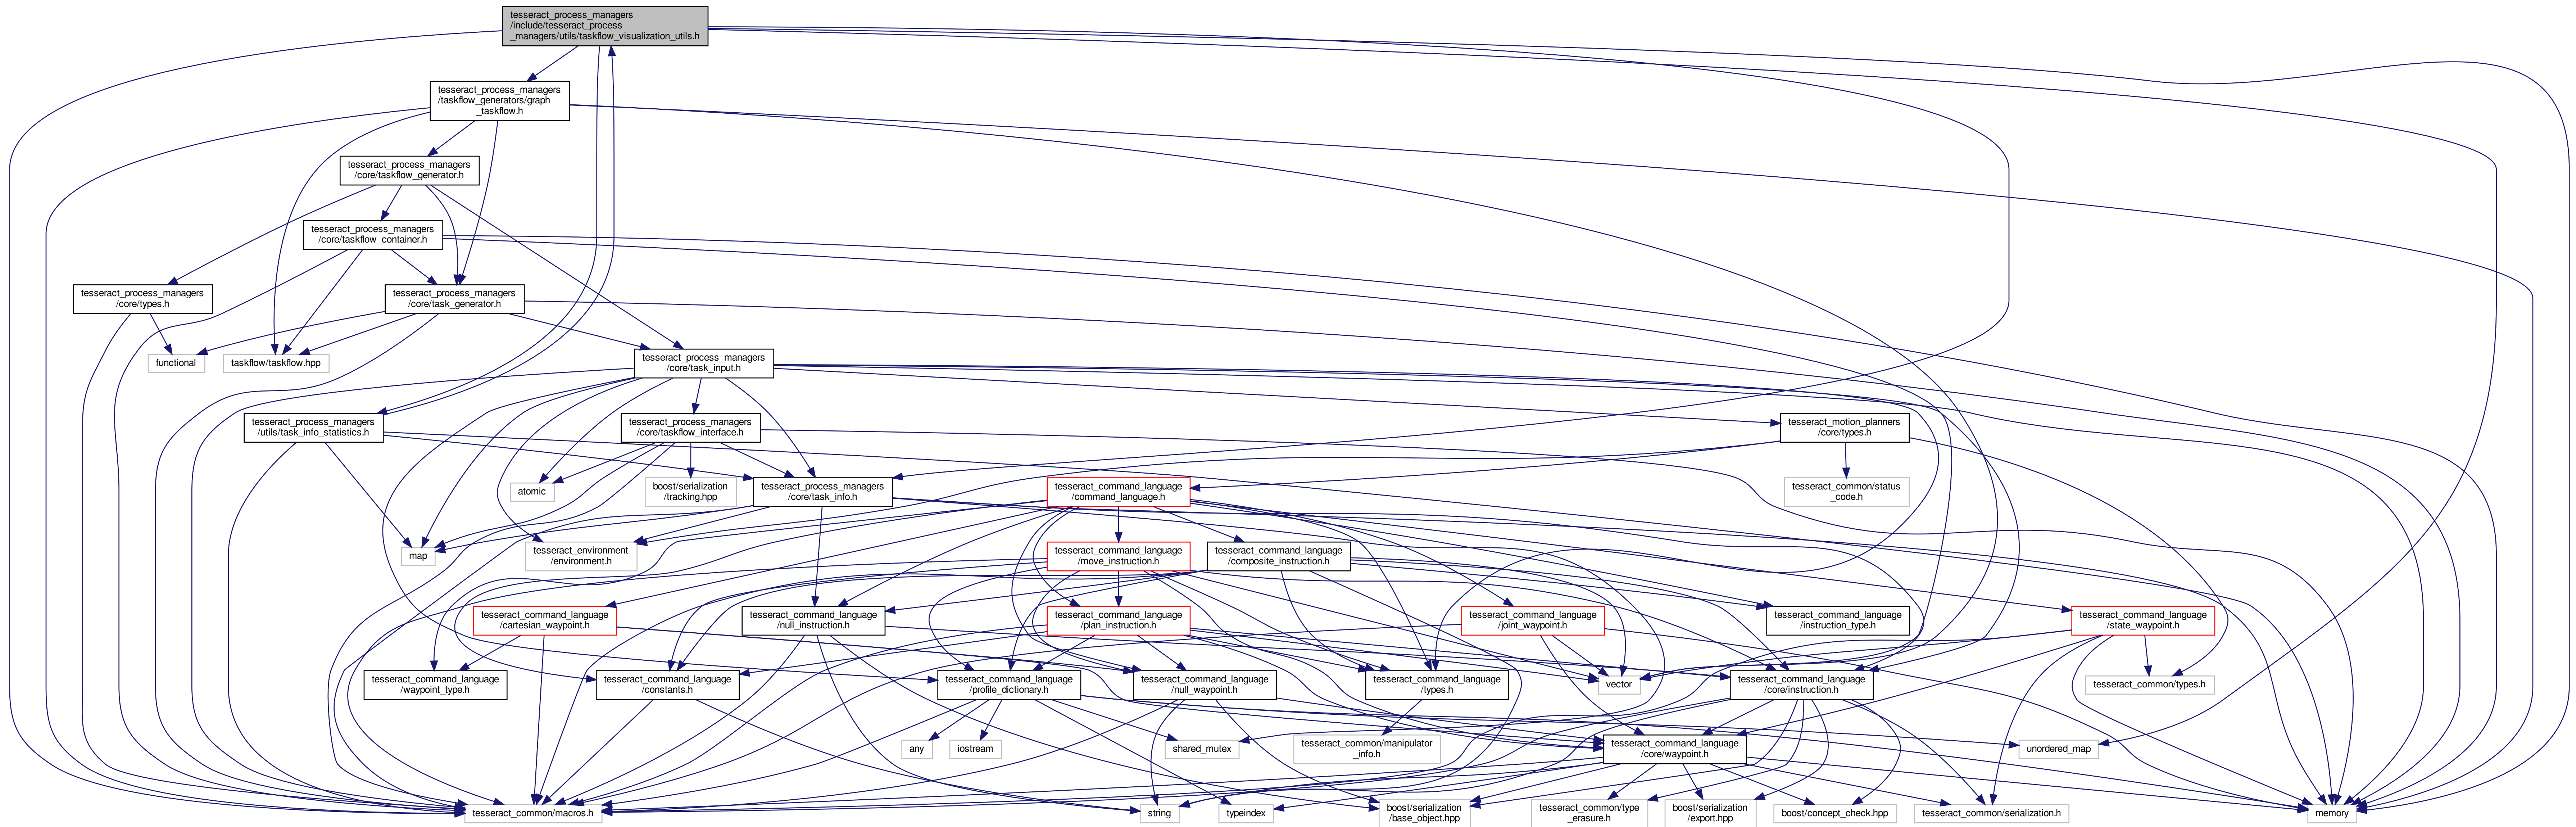 tesseract_process_managers
/include/tesseract_process
_managers/utils/taskflow_visualization_utils.h
tesseract_process_managers
/taskflow_generators/graph
_taskflow.h
tesseract_process_managers
/core/taskflow_generator.h
tesseract_process_managers
/core/taskflow_container.h
tesseract_process_managers
/core/types.h
tesseract_process_managers
/core/task_generator.h
functional
taskflow/taskflow.hpp
tesseract_process_managers
/core/task_input.h
tesseract_process_managers
/utils/task_info_statistics.h
tesseract_process_managers
/core/taskflow_interface.h
tesseract_motion_planners
/core/types.h
atomic
boost/serialization
/tracking.hpp
tesseract_process_managers
/core/task_info.h
tesseract_command_language
/command_language.h
tesseract_common/status
_code.h
map
tesseract_environment
/environment.h
tesseract_command_language
/move_instruction.h
tesseract_command_language
/composite_instruction.h
tesseract_command_language
/cartesian_waypoint.h
tesseract_command_language
/null_instruction.h
tesseract_command_language
/plan_instruction.h
tesseract_command_language
/joint_waypoint.h
tesseract_command_language
/instruction_type.h
tesseract_command_language
/state_waypoint.h
tesseract_command_language
/waypoint_type.h
tesseract_command_language
/constants.h
tesseract_command_language
/profile_dictionary.h
tesseract_command_language
/null_waypoint.h
tesseract_command_language
/types.h
vector
tesseract_command_language
/core/instruction.h
tesseract_common/types.h
any
iostream
shared_mutex
tesseract_common/manipulator
_info.h
tesseract_command_language
/core/waypoint.h
unordered_map
tesseract_common/macros.h
string
typeindex
boost/serialization
/base_object.hpp
tesseract_common/type
_erasure.h
boost/serialization
/export.hpp
boost/concept_check.hpp
tesseract_common/serialization.h
memory